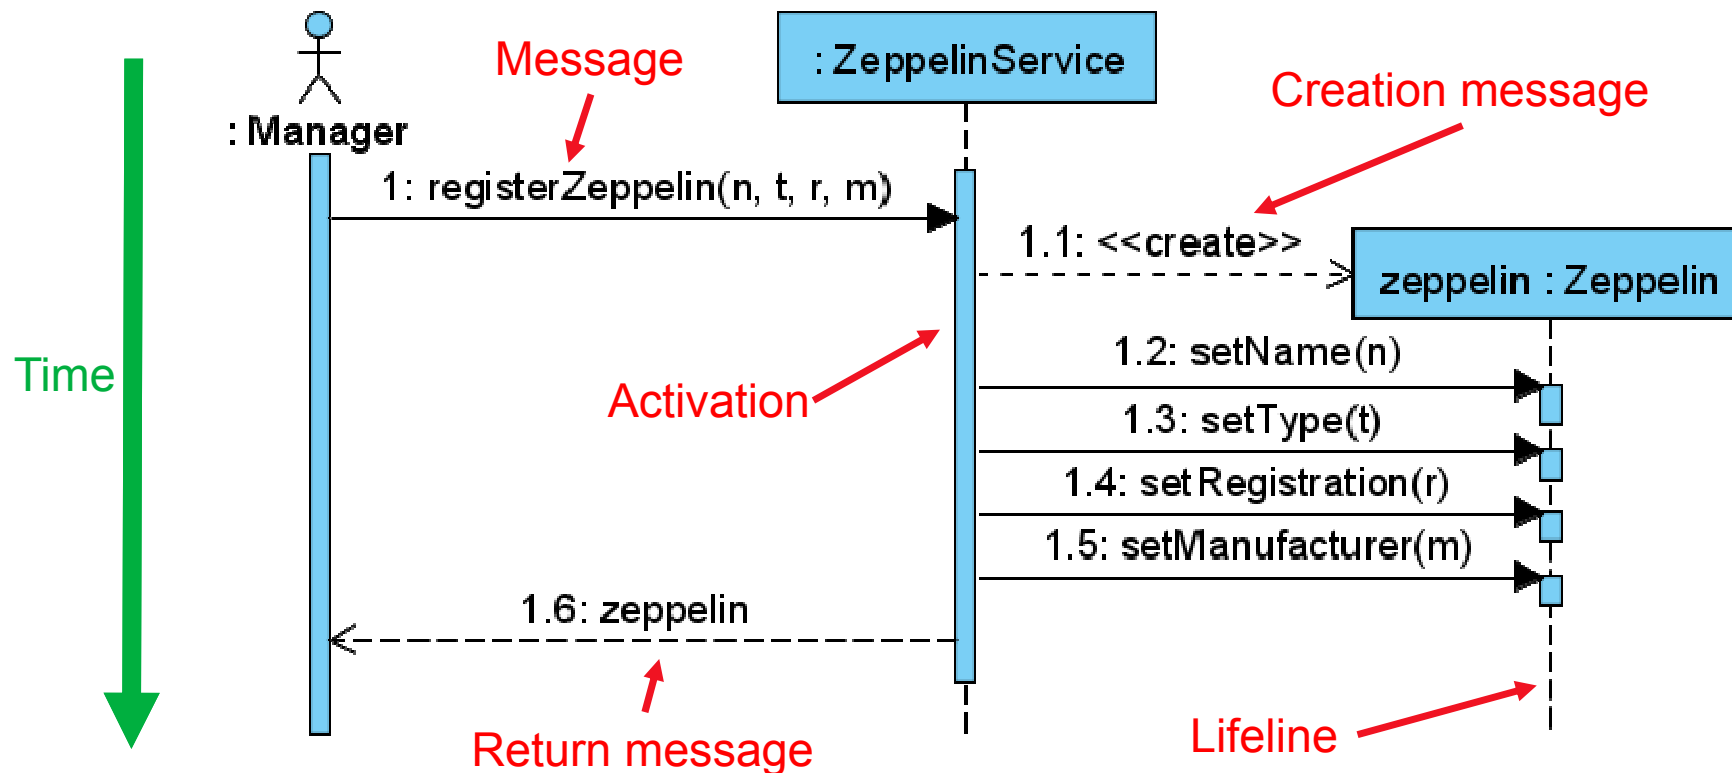 Message
: ZeppelinService
Creation message
: Manager
1: registerZeppelin(n, t, r, m)
1.1: <<create>>
zeppelin : Zeppelin
1.2: setName(n)
Time
Activation
1.3: setType(t)
1.4: setRegistration(r)
1.5: setManufacturer(m)
1.6: zeppelin
Return message
Lifeline